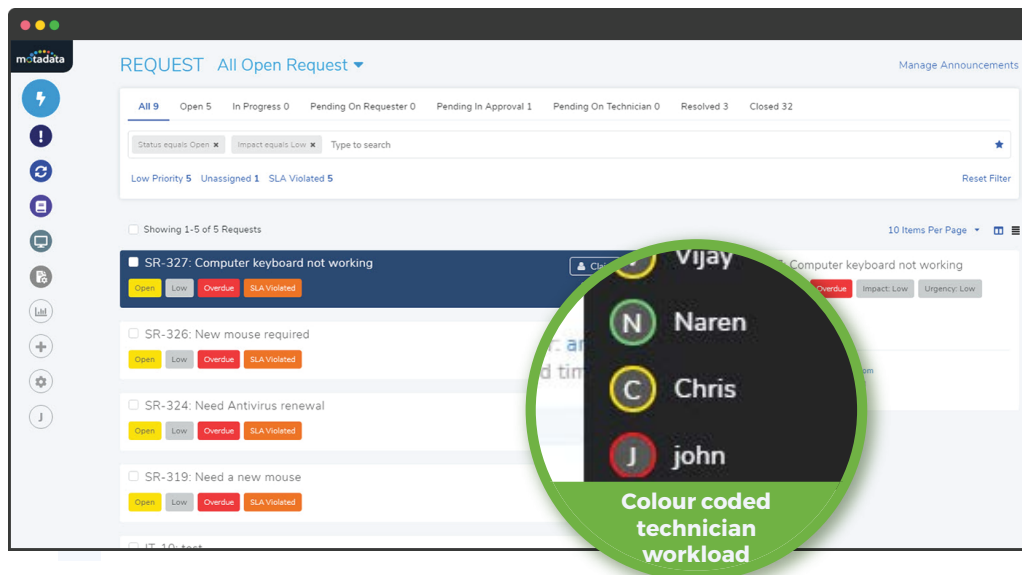 motadata
REQUEST All Open Request
Manage Announcements
All 9 Open 5 In Progress 0 Pending On Requester 0 Pending In Approval 1 Pending On Technician 0 Resolved 3 Closed 32
Status equals Open × Impact equals Low × Type to search
Low Priority 5 Unassigned 1 SLA Violated 5 Reset Filter
Showing 1-5 of 5 Requests 10 Items Per Page
SR-327: Computer keyboard not working
Open Low Overdue SLA Violated
Computer keyboard not working
Overdue Impact: Low Urgency: Low
SR-326: New mouse required
Open Low Overdue SLA Violated
SR-324: Need Antivirus renewal
Open Low Overdue SLA Violated
SR-319: Need a new mouse
Open Low Overdue SLA Violated
J
Vijay
N Naren
C Chris
J john
Colour coded
technician
workload